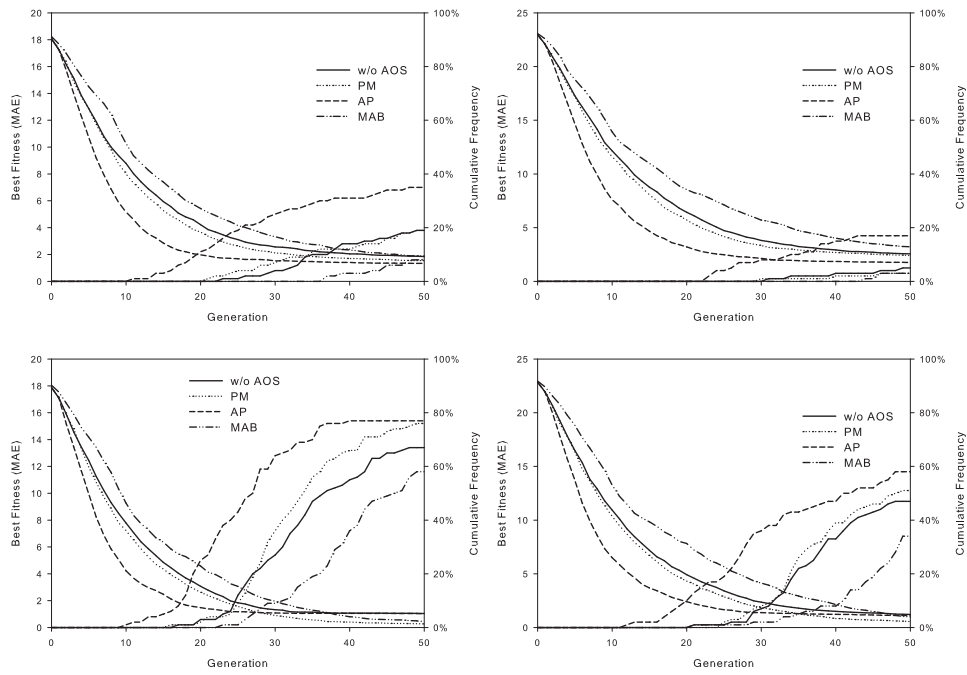 20
18
16
14
12
10
8
6
4
2
0
Best Fitness (MAE)
100%
80%
60%
40%
20%
0%
Cumulative Frequency
w/o AOS
PM
AP
MAB
0 10 20 30 40 50
Generation
25
20
15
10
5
0
Best Fitness (MAE)
100%
80%
60%
40%
20%
0%
Cumulative Frequency
w/o AOS
PM
AP
MAB
0 10 20 30 40 50
Generation
20
18
16
14
12
10
8
6
4
2
0
Best Fitness (MAE)
100%
80%
60%
40%
20%
0%
Cumulative Frequency
w/o AOS
PM
AP
MAB
0 10 20 30 40 50
Generation
25
20
15
10
5
0
Best Fitness (MAE)
100%
80%
60%
40%
20%
0%
Cumulative Frequency
w/o AOS
PM
AP
MAB
0 10 20 30 40 50
Generation